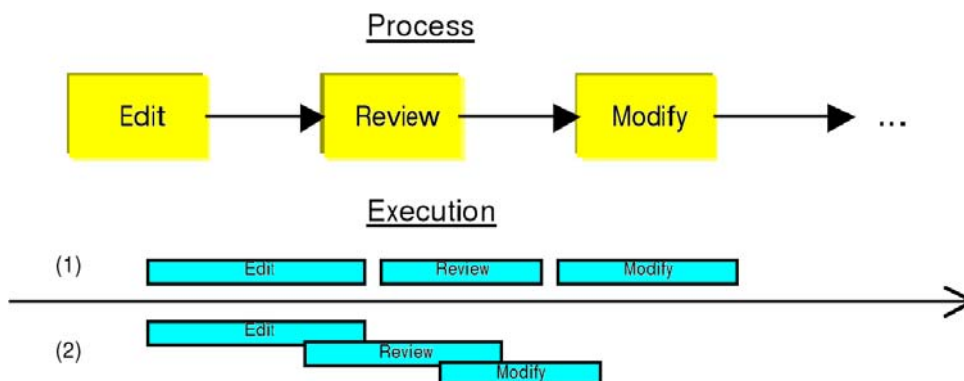 Process
Edit Review Modify ...
Execution
(1) Edit Review Modify
Edit
(2) Review
Modify